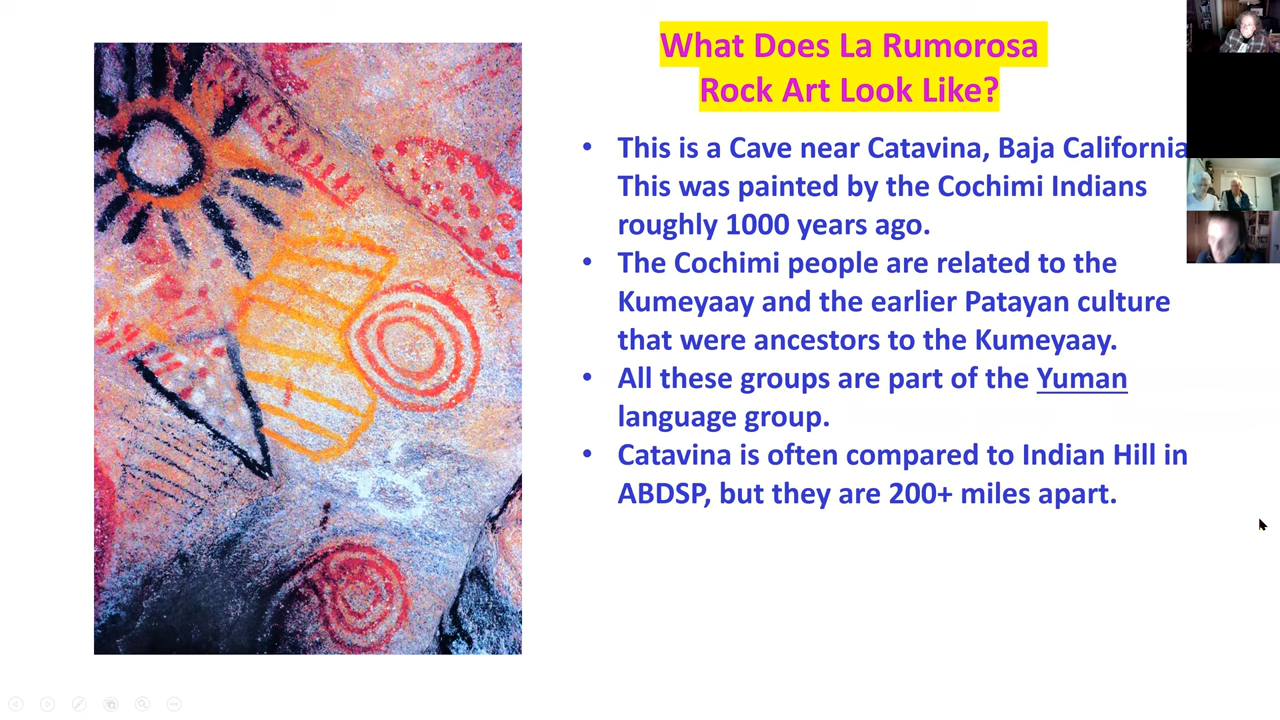 What Does La Rumorosa
Rock Art Look Like?
• This is a Cave near Catavina, Baja California
This was painted by the Cochimi Indians
roughly 1000 years ago.
• The Cochimi people are related to the
Kumeyaay and the earlier Patayan culture
that were ancestors to the Kumeyaay.
• All these groups are part of the Yuman
language group.
• Catavina is often compared to Indian Hill in
ABDSP, but they are 200+ miles apart.